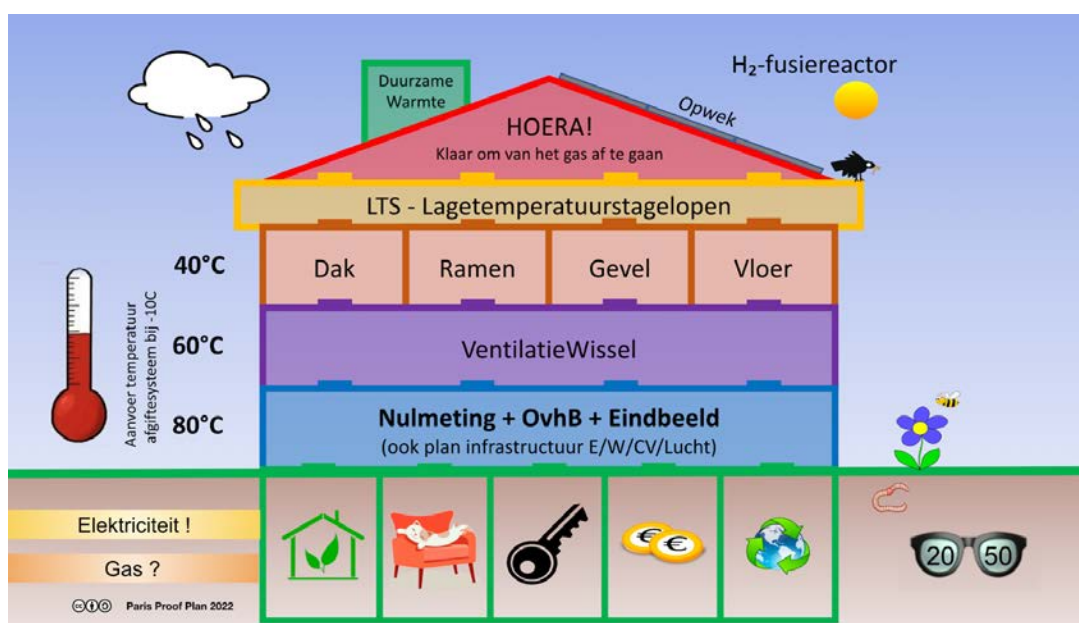 Duurzame
Warmte
H₂-fusiereactor
Opwek
HOERA!
Klaar om van het gas af te gaan
LTS - Lagetemperatuurstagelopen
40°C
Dak
Ramen
Gevel
Vloer
Aanvoer temperatuur
afgiftesysteem bij -10C
60°C
VentilatieWissel
80°C
Nulmeting + OvhB + Eindbeeld
(ook plan infrastructuur E/W/CV/Lucht)
Elektriciteit !
Gas ?
€ €
20 50
cc Paris Proof Plan 2022